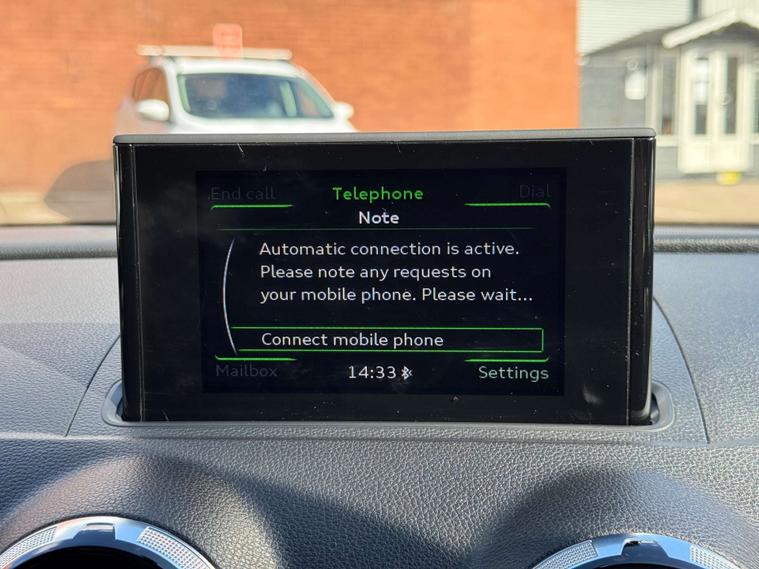 End call Telephone Dial
Note
Automatic connection is active.
Please note any requests on
your mobile phone. Please wait...
Connect mobile phone
Mailbox 14:33 Settings